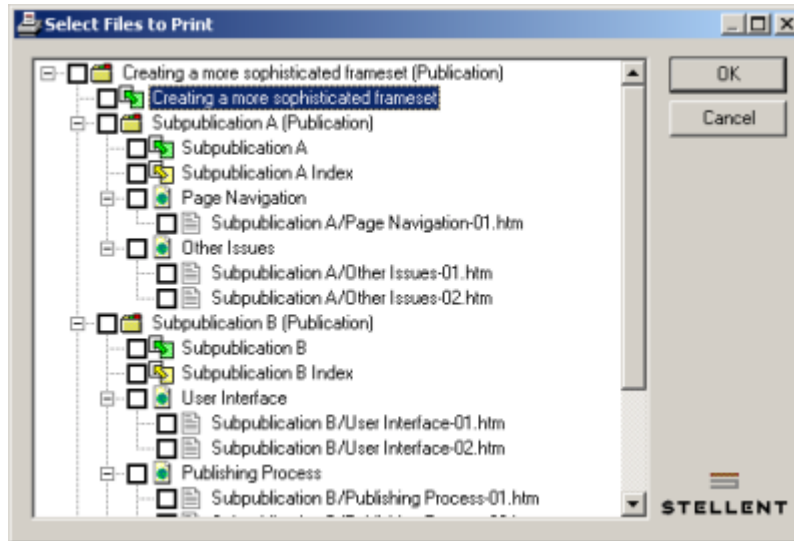 Select Files to Print
Creating a more sophisticated frameset (Publication)
OK
Creating a more sophisticated frameset
Cancel
Subpublication A (Publication)
Subpublication A
Subpublication A Index
Page Navigation
Subpublication A/Page Navigation-01.htm
Other Issues
Subpublication A/Other Issues-01.htm
Subpublication A/Other Issues-02.htm
Subpublication B (Publication)
Subpublication B
Subpublication B Index
User Interface
Subpublication B/User Interface-01.htm
Subpublication B/User Interface-02.htm
Publishing Process
Subpublication B/Publishing Process-01.htm
STELLENT